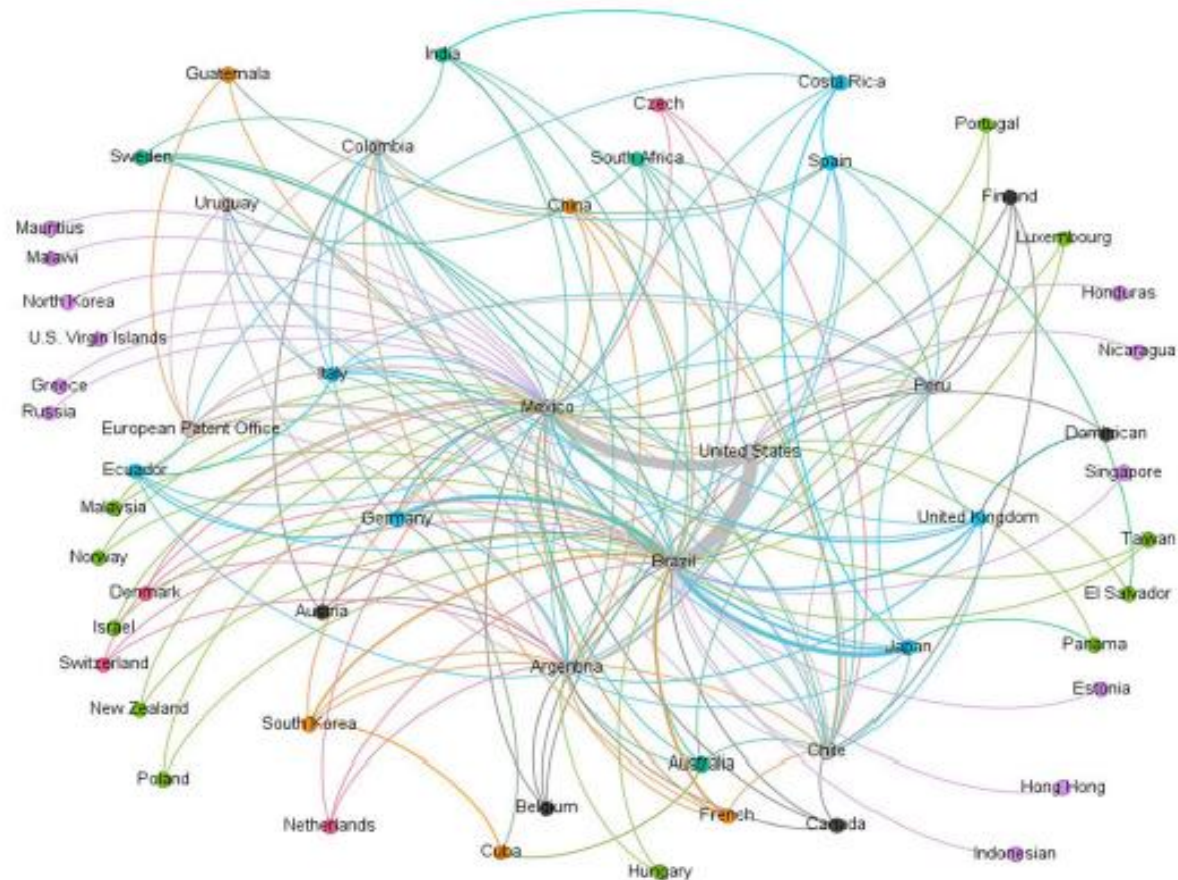 India
Guatemala
Costa Rica
Czech
Portugal
Colombia
Sweden
South Africa
Spain
Finland
Uruguay
China
Mauritius
Luxembourg
Malawi
Honduras
North Korea
U.S. Virgin Islands
Nicaragua
Italy
Greece
Peru
Russia
Mexico
European Patent Office
Dominican
United States
Ecuador
Singapore
Malaysia
Germany
United Kingdom
Taiwan
Norway
Brazil
Denmark
El Salvador
Austria
Israel
Japan
Panama
Switzerland
Argentina
Estonia
New Zealand
South Korea
Chile
Australia
Poland
Hong Hong
Belgium
French
Netherlands
Canada
Cuba
Indonesian
Hungary